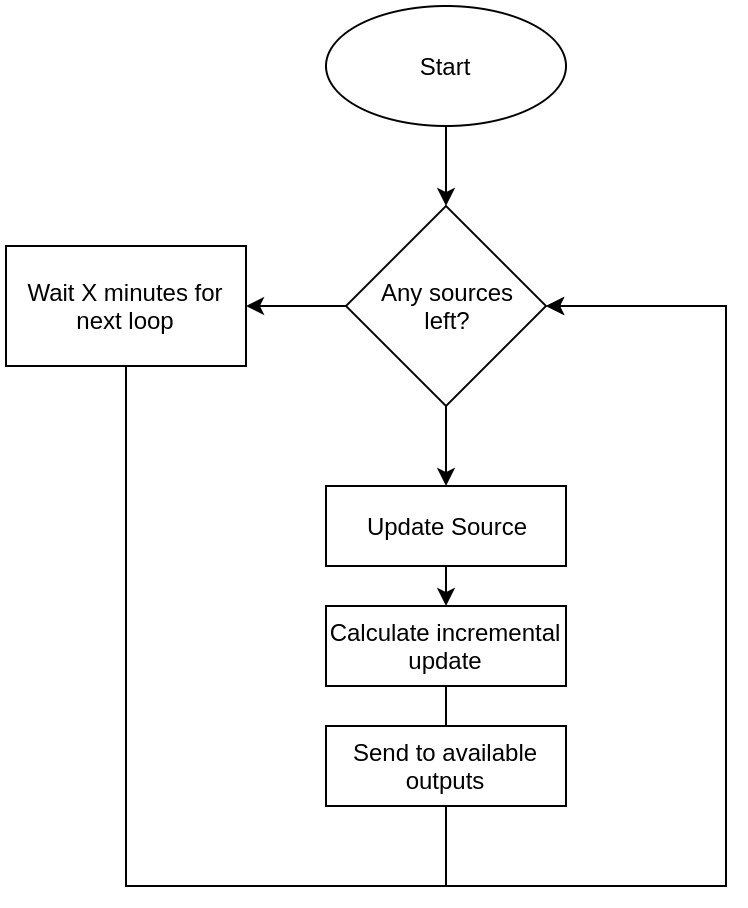 Start
Any sources
left?
Wait X minutes for
next loop
Update Source
Calculate incremental
update
Send to available
outputs